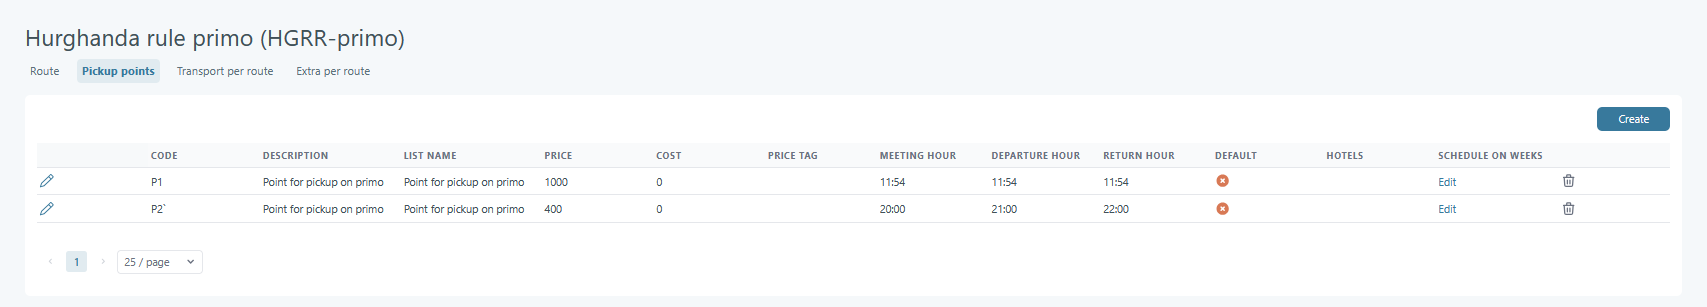 Hurghanda rule primo (HGRR-primo)
Route Pickup points Transport per route Extra per route
Create
CODE DESCRIPTION LIST NAME PRICE COST PRICE TAG MEETING HOUR DEPARTURE HOUR RETURN HOUR DEFAULT HOTELS SCHEDULE ON WEEKS
P1 Point for pickup on primo Point for pickup on primo 1000 0 11:54 11:54 11:54 Edit
P2` Point for pickup on primo Point for pickup on primo 400 0 20:00 21:00 22:00 Edit
1 25 / page